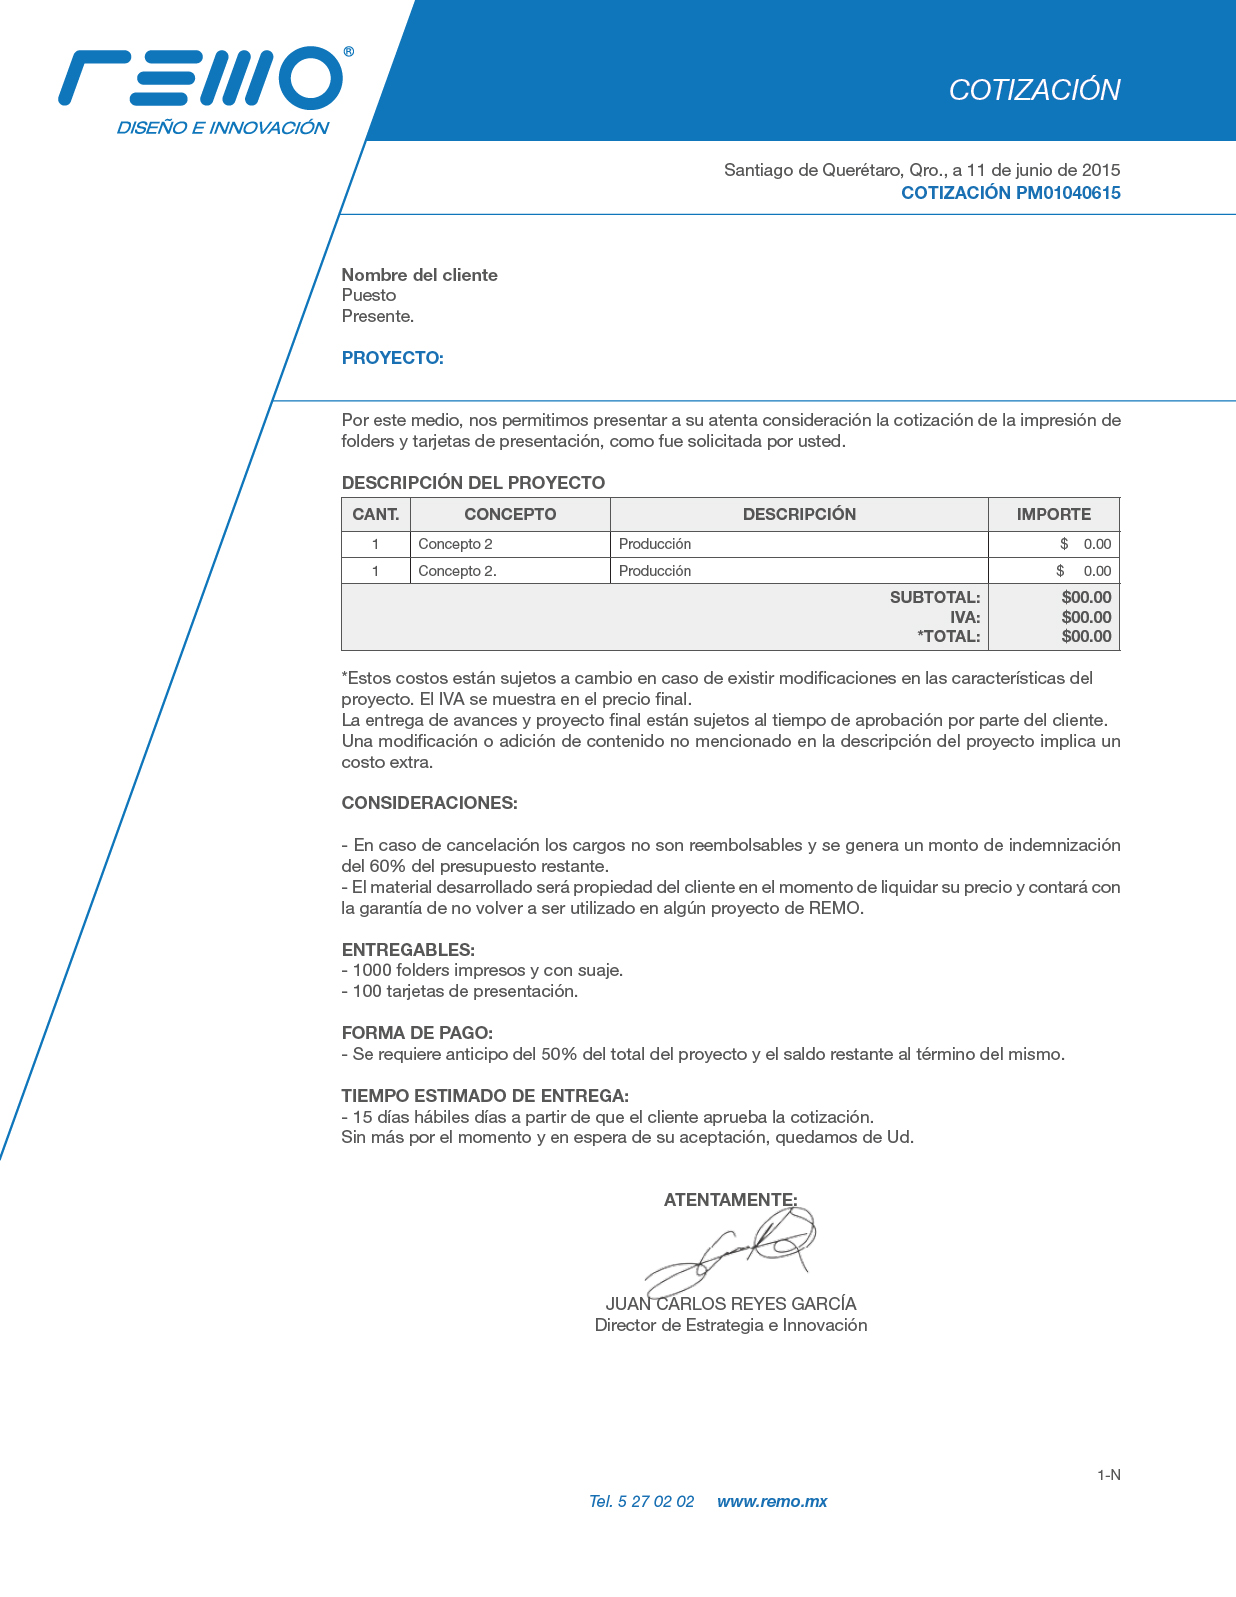 remo®
DISEÑO E INNOVACIÓN
COTIZACIÓN
Santiago de Querétaro, Qro., a 11 de junio de 2015
COTIZACIÓN PM01040615
Nombre del cliente
Puesto
Presente.
PROYECTO:
Por este medio, nos permitimos presentar a su atenta consideración la cotización de la impresión de
folders y tarjetas de presentación, como fue solicitada por usted.
DESCRIPCIÓN DEL PROYECTO
CANT. CONCEPTO DESCRIPCIÓN IMPORTE
1 Concepto 2 Producción $ 0.00
1 Concepto 2. Producción $ 0.00
SUBTOTAL: $00.00
IVA: $00.00
*TOTAL: $00.00
*Estos costos están sujetos a cambio en caso de existir modificaciones en las características del
proyecto. El IVA se muestra en el precio final.
La entrega de avances y proyecto final están sujetos al tiempo de aprobación por parte del cliente.
Una modificación o adición de contenido no mencionado en la descripción del proyecto implica un
costo extra.
CONSIDERACIONES:
- En caso de cancelación los cargos no son reembolsables y se genera un monto de indemnización
del 60% del presupuesto restante.
- El material desarrollado será propiedad del cliente en el momento de liquidar su precio y contará con
la garantía de no volver a ser utilizado en algún proyecto de REMO.
ENTREGABLES:
- 1000 folders impresos y con suaje.
- 100 tarjetas de presentación.
FORMA DE PAGO:
- Se requiere anticipo del 50% del total del proyecto y el saldo restante al término del mismo.
TIEMPO ESTIMADO DE ENTREGA:
- 15 días hábiles días a partir de que el cliente aprueba la cotización.
Sin más por el momento y en espera de su aceptación, quedamos de Ud.
ATENTAMENTE:
JUAN CARLOS REYES GARCÍA
Director de Estrategia e Innovación
1-N
Tel. 5 27 02 02 www.remo.mx